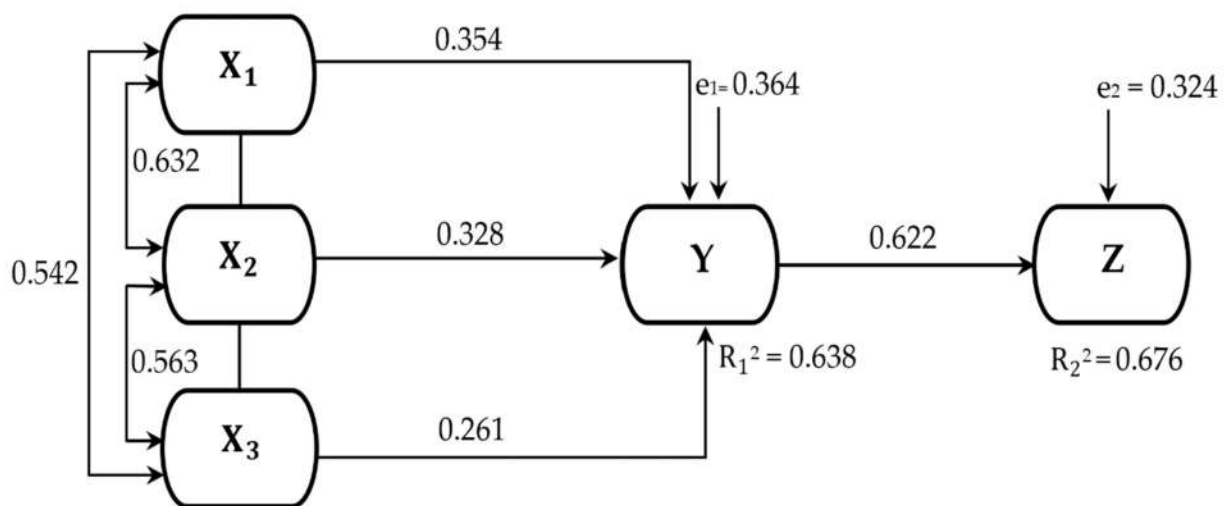 X₁
0.354
e₁= 0.364
e₂ = 0.324
0.632
X₂
0.328
Y
0.622
Z
0.542
0.563
R₁² = 0.638
R₂² = 0.676
X₃
0.261